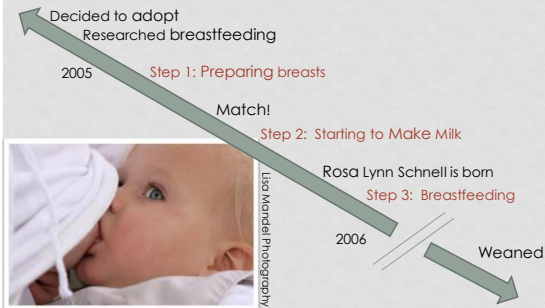 Decided to adopt
Researched breastfeeding
2005
Step 1: Preparing breasts
Match!
Step 2: Starting to Make Milk
Rosa Lynn Schnell is born
Step 3: Breastfeeding
2006
Weaned
Lisa Mandel Photography